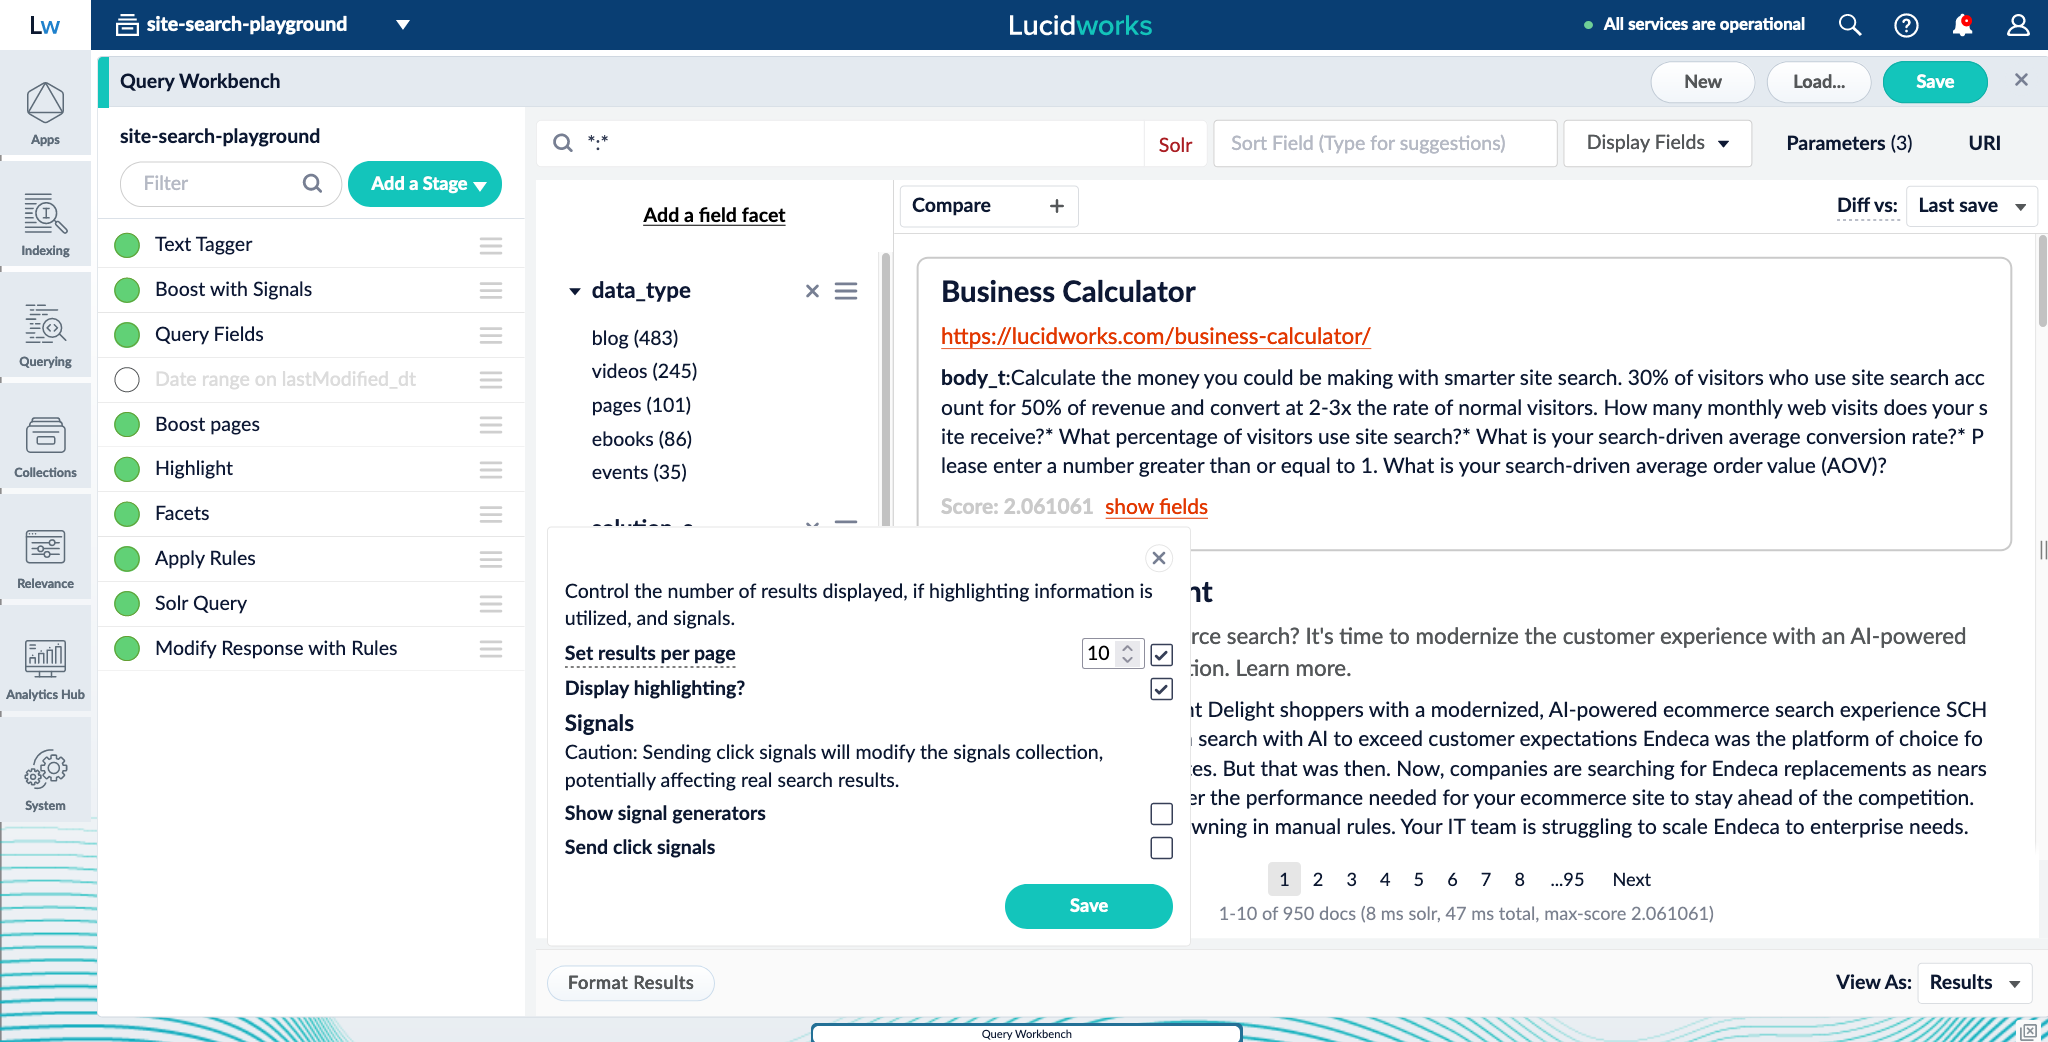 Lw
site-search-playground
Lucidworks
All services are operational
Query Workbench
New
Load...
Save
Apps
Indexing
Querying
Collections
Relevance
Analytics Hub
System
site-search-playground
Filter
Add a Stage
Text Tagger
Boost with Signals
Query Fields
Date range on lastModified_dt
Boost pages
Highlight
Facets
Apply Rules
Solr Query
Modify Response with Rules
*:*
Solr
Sort Field (Type for suggestions)
Display Fields
Parameters (3)
URI
Add a field facet
data_type
blog (483)
videos (245)
pages (101)
ebooks (86)
events (35)
Compare +
Diff vs:
Last save
Business Calculator
https://lucidworks.com/business-calculator/
body_t:Calculate the money you could be making with smarter site search. 30% of visitors who use site search acc
ount for 50% of revenue and convert at 2-3x the rate of normal visitors. How many monthly web visits does your s
ite receive?* What percentage of visitors use site search?* What is your search-driven average conversion rate?* P
lease enter a number greater than or equal to 1. What is your search-driven average order value (AOV)?
Score: 2.061061 show fields
nt
rce search? It's time to modernize the customer experience with an AI-powered
tion. Learn more.
nt Delight shoppers with a modernized, AI-powered ecommerce search experience SCH
search with AI to exceed customer expectations Endeca was the platform of choice fo
es. But that was then. Now, companies are searching for Endeca replacements as nears
er the performance needed for your ecommerce site to stay ahead of the competition.
wning in manual rules. Your IT team is struggling to scale Endeca to enterprise needs.
Control the number of results displayed, if highlighting information is
utilized, and signals.
Set results per page
10
Display highlighting?
Signals
Caution: Sending click signals will modify the signals collection,
potentially affecting real search results.
Show signal generators
Send click signals
Save
1 2 3 4 5 6 7 8 ...95 Next
1-10 of 950 docs (8 ms solr, 47 ms total, max-score 2.061061)
Format Results
View As:
Results
Query Workbench